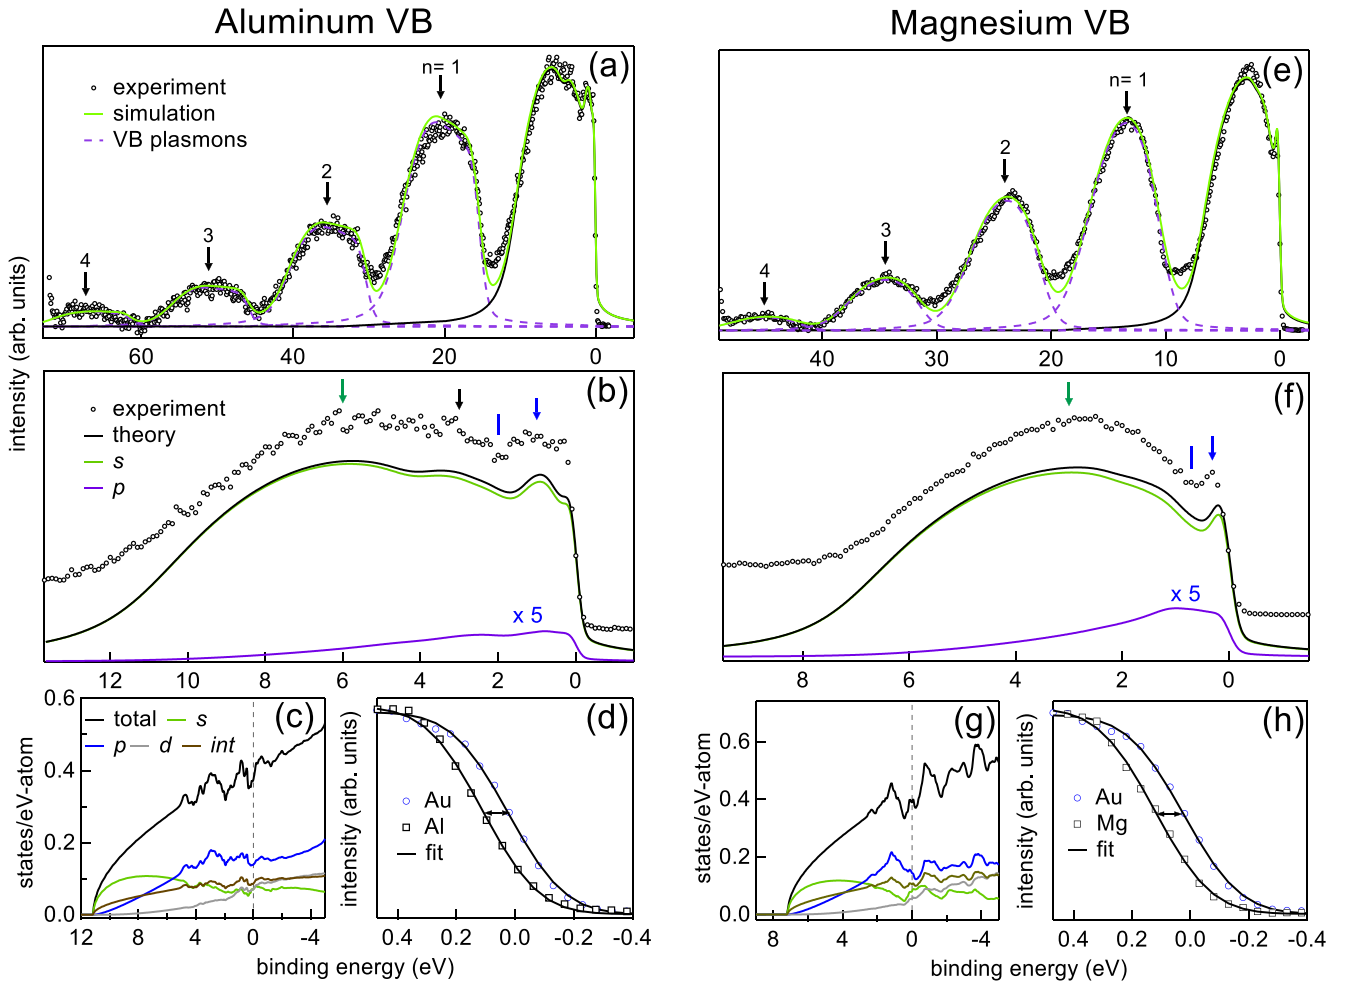 Aluminum VB
Magnesium VB
(a)
n= 1
2
3
4
experiment
simulation
VB plasmons
60
40
20
0
(e)
n= 1
2
3
4
40
30
20
10
0
intensity (arb. units)
(b)
experiment
theory
s
p
x 5
12
10
8
6
4
2
0
(f)
x 5
8
6
4
2
0
(c)
total s
p d int
states/eV-atom
0.6
0.4
0.2
0.0
12
8
4
0
-4
(d)
intensity (arb. units)
Au
Al
fit
0.4
0.2
0.0
-0.2
-0.4
binding energy (eV)
(g)
states/eV-atom
0.6
0.4
0.2
0.0
8
4
0
-4
(h)
intensity (arb. units)
Au
Mg
fit
0.4
0.2
0.0
-0.2
-0.4
binding energy (eV)